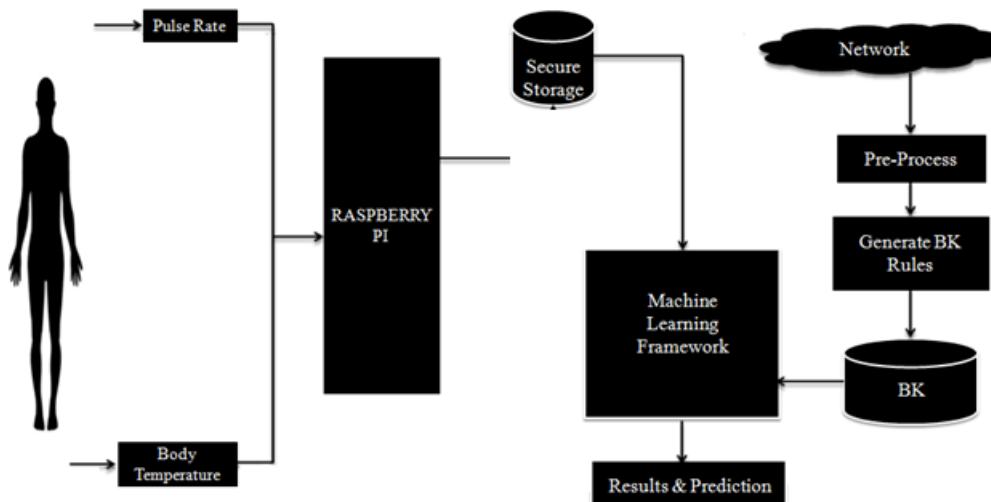 Pulse Rate
Secure
Storage
Network
Pre-Process
RASPBERRY
PI
Generate BK
Rules
Machine
Learning
Framework
BK
Body
Temperature
Results & Prediction